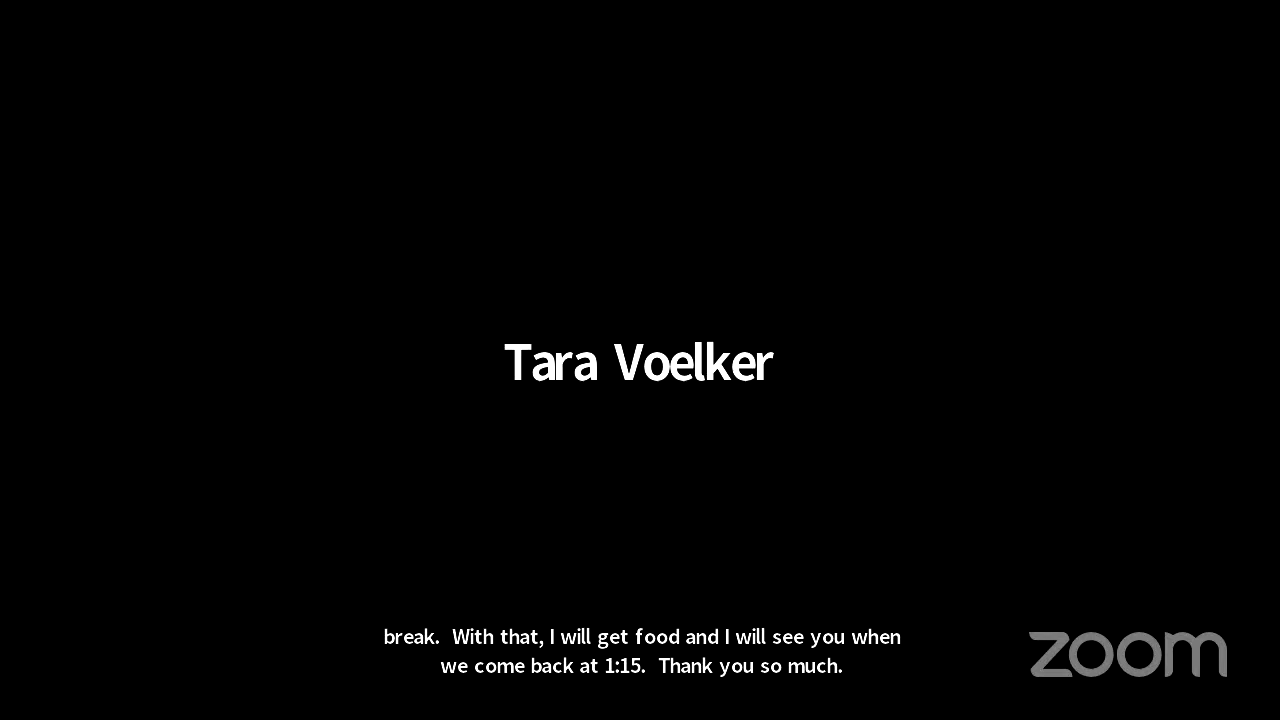 Tara Voelker
break.  With that, I will get food and I will see you when
we come back at 1:15.  Thank you so much.
zoom